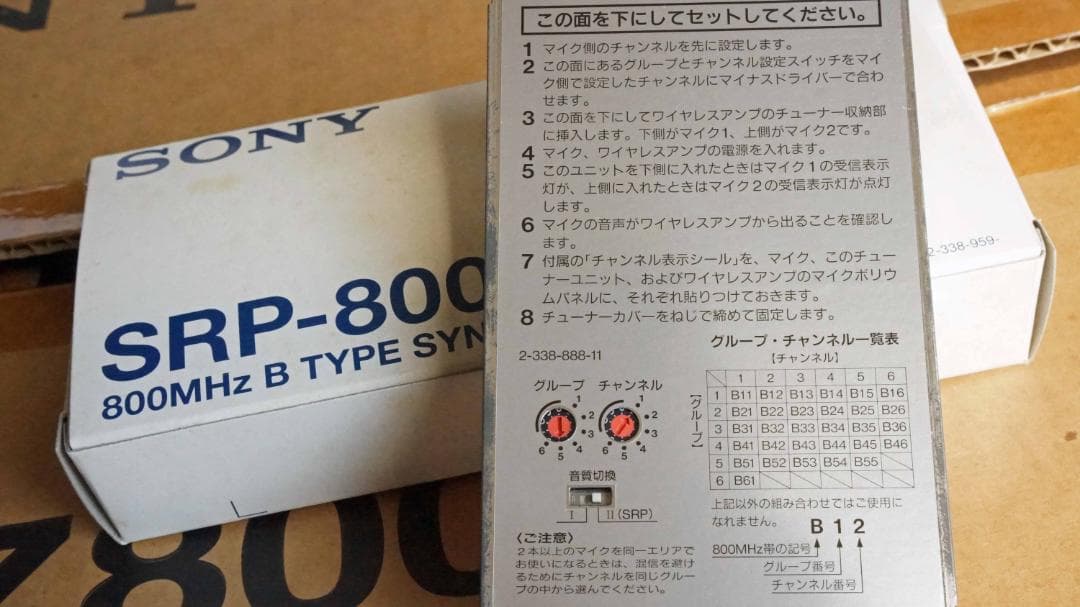 SONY
SRP-800
800MHz B TYPE SYN
2-338-959-
この面を下にしてセットしてください。
1 マイク側のチャンネルを先に設定します。
2 この面にあるグループとチャンネル設定スイッチをマイ
ク側で設定したチャンネルにマイナスドライバーで合わ
せます。
3 この面を下にしてワイヤレスアンプのチューナー収納部
に挿入します。下側がマイク1、上側がマイク2です。
4 マイク、ワイヤレスアンプの電源を入れます。
5 このユニットを下側に入れたときはマイク1の受信表示
灯が、上側に入れたときはマイク2の受信表示灯が点灯
します。
6 マイクの音声がワイヤレスアンプから出ることを確認し
ます。
7 付属の「チャンネル表示シール」を、マイク、このチュー
ナーユニット、およびワイヤレスアンプのマイクボリウ
ムパネルに、それぞれ貼りつけておきます。
8 チューナーカバーをねじで締めて固定します。
2-338-888-11
グループ チャンネル
1 2 3 4 5 6
1 2 3 4 5 6
音質切換
I II(SRP)
〈ご注意〉
2本以上のマイクを同一エリアで
お使いになるときは、混信を避け
るためにチャンネルを同じグルー
プの中から選んでください。
グループ・チャンネル一覧表
【チャンネル】
【グループ】
1 2 3 4 5 6
1 B11 B12 B13 B14 B15 B16
2 B21 B22 B23 B24 B25 B26
3 B31 B32 B33 B34 B35 B36
4 B41 B42 B43 B44 B45 B46
5 B51 B52 B53 B54 B55
6 B61
上記以外の組み合わせではご使用に
なれません。
B 1 2
800MHz帯の記号
グループ番号
チャンネル番号
800